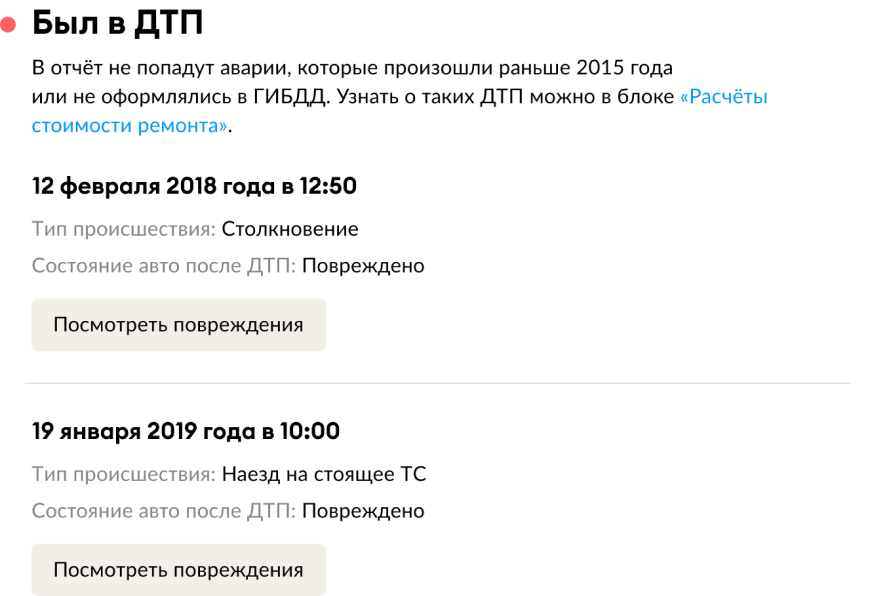 Был в ДТП
В отчёт не попадут аварии, которые произошли раньше 2015 года
или не оформлялись в ГИБДД. Узнать о таких ДТП можно в блоке «Расчёты
стоимости ремонта».
12 февраля 2018 года в 12:50
Тип происшествия: Столкновение
Состояние авто после ДТП: Повреждено
Посмотреть повреждения
19 января 2019 года в 10:00
Тип происшествия: Наезд на стоящее ТС
Состояние авто после ДТП: Повреждено
Посмотреть повреждения